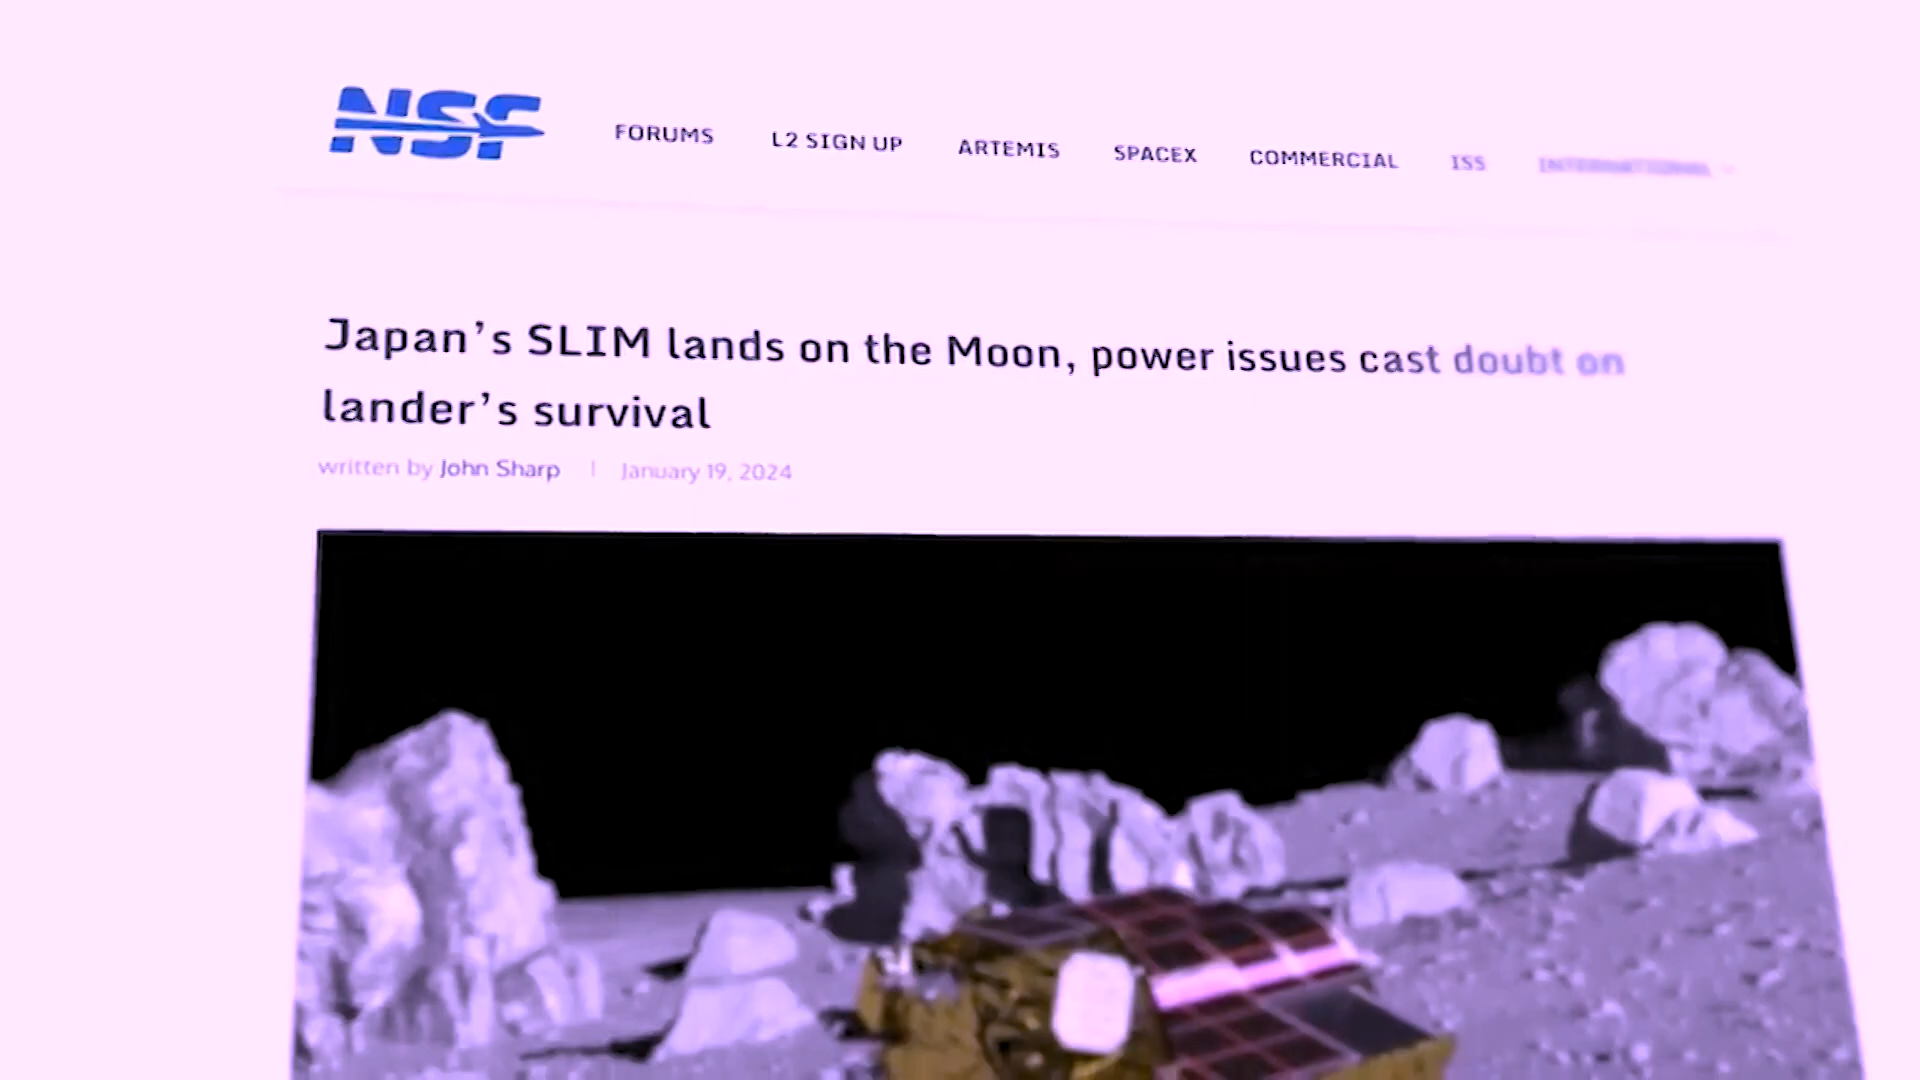 NSF
FORUMS L2 SIGN UP ARTEMIS SPACEX COMMERCIAL ISS INTERNATIONAL
Japan’s SLIM lands on the Moon, power issues cast doubt on
lander’s survival
written by John Sharp | January 19, 2024